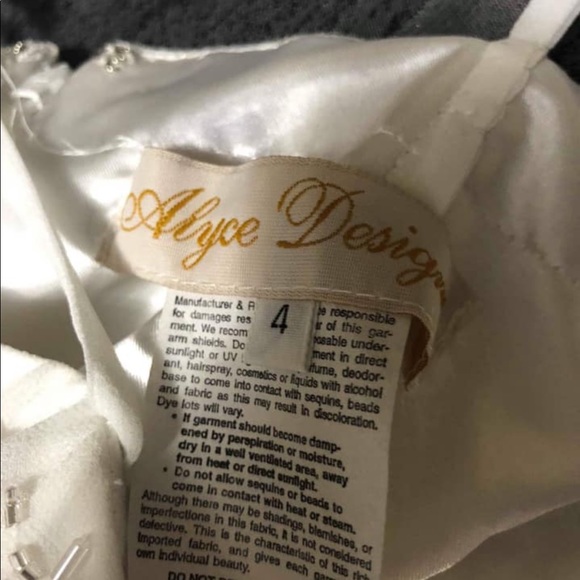 Alyce Design
4
Manufacturer & R responsible
for damages res of this gar-
ment. We recom under-
arm shields. Do ment in direct
sunlight or UV deodor-
ant, hairspray, cosmetics or liquids with alcohol
base to come into contact with sequins, beads
and fabric as this may result in discoloration.
Dye lots will vary.
• If garment should become damp-
ened by perspiration or moisture,
dry in a well ventilated area, away
from heat or direct sunlight.
• Do not allow sequins or beads to
come in contact with heat or steam.
Although there may be shadings, blemishes, or
imperfections in this fabric, it is not considered
defective. This is the characteristic of this rich
imported fabric, and gives each
own individual beauty.
DO NOT